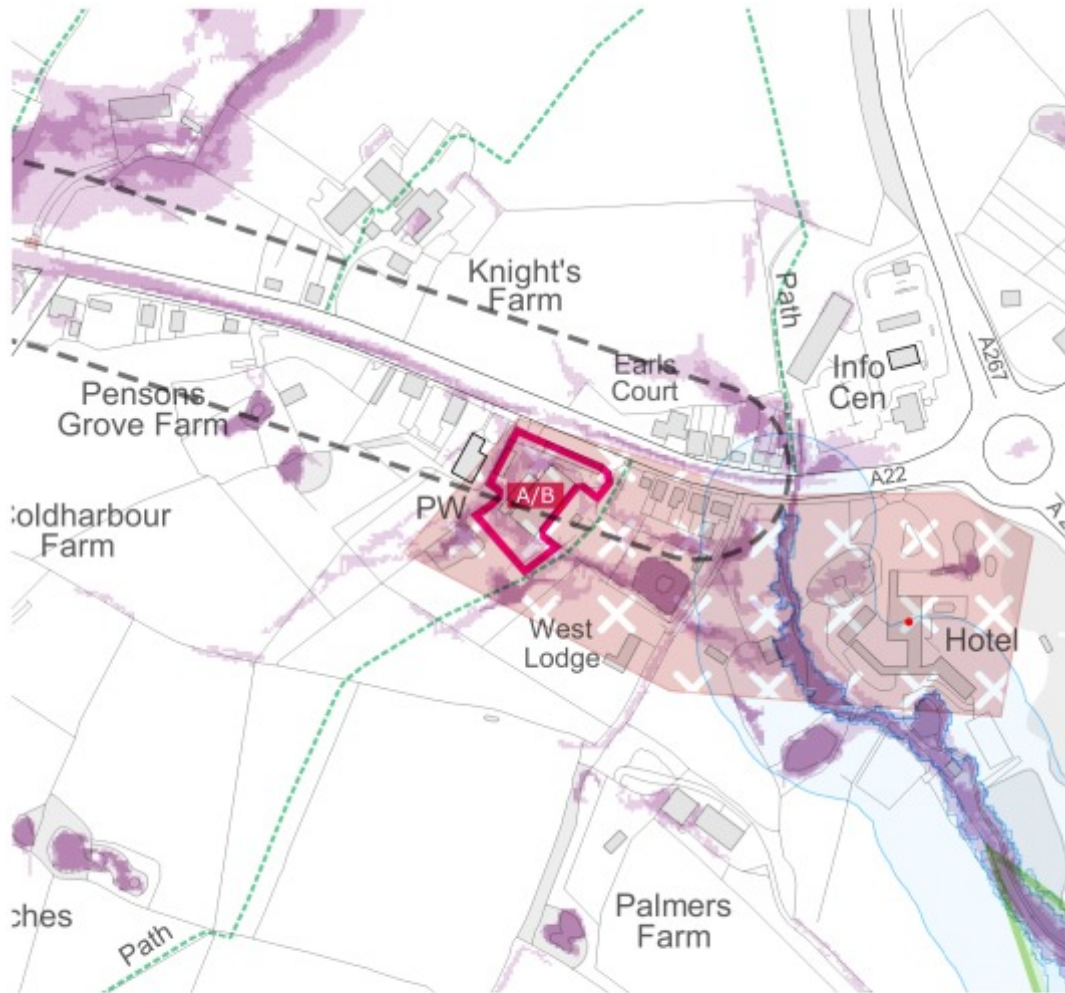 Knight's
Farm
Path
A267
Earls
Court
Info
Cen
Pensons
Grove Farm
A22
A/B
PW
oldharbour
Farm
West
Lodge
Hotel
Palmers
Farm
ches
Path